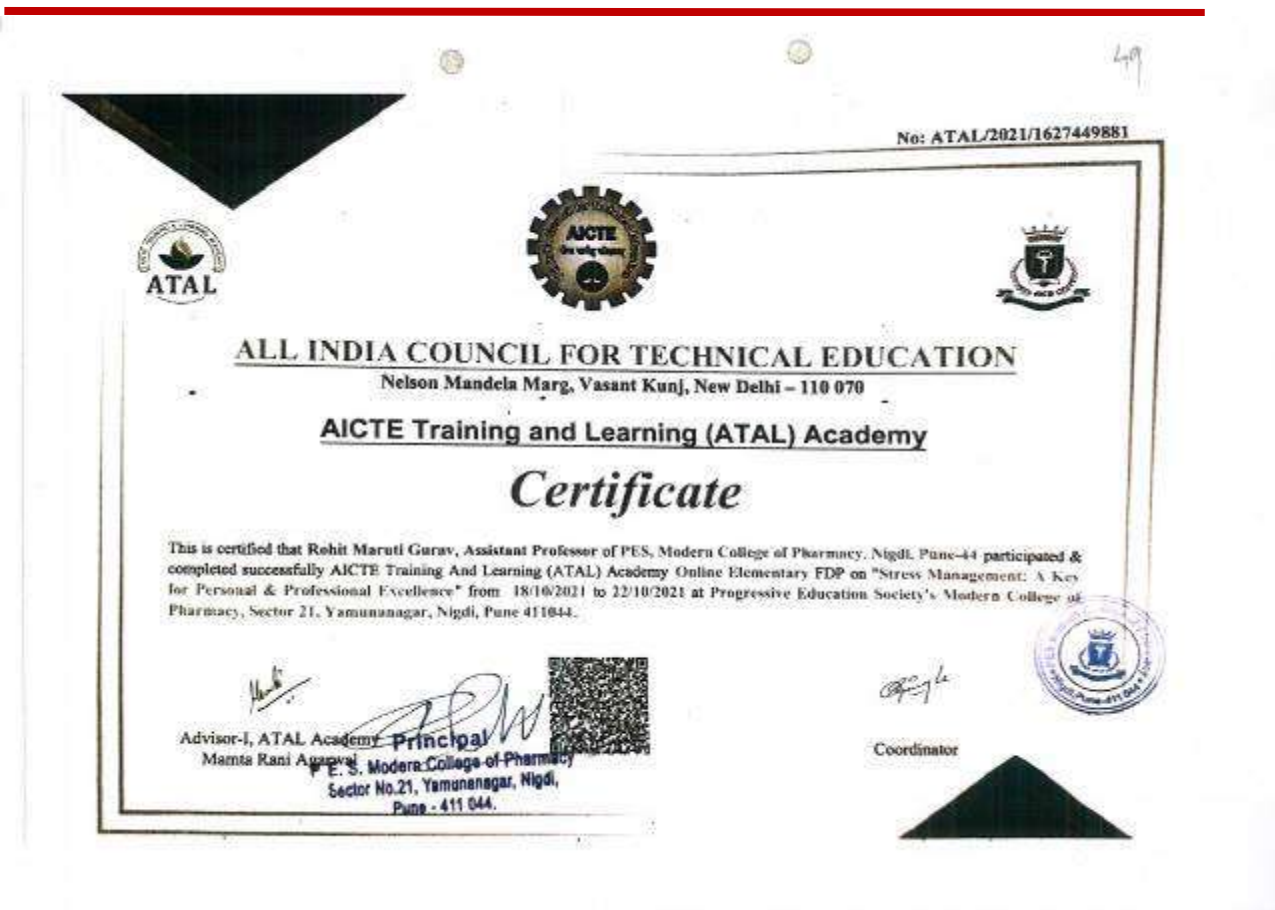 49
No: ATAL/2021/1627449881
ATAL
AICTE
ALL INDIA COUNCIL FOR TECHNICAL EDUCATION
Nelson Mandela Marg, Vasant Kunj, New Delhi – 110 070
AICTE Training and Learning (ATAL) Academy
Certificate
This is certified that Rohit Maruti Gurav, Assistant Professor of PES, Modern College of Pharmacy, Nigdi, Pune-44 participated &
completed successfully AICTE Training And Learning (ATAL) Academy Online Elementary FDP on "Stress Management: A Key
for Personal & Professional Excellence" from 18/10/2021 to 22/10/2021 at Progressive Education Society's Modern College of
Pharmacy, Sector 21, Yamunanagar, Nigdi, Pune 411044.
Advisor-I, ATAL Academy
Mamta Rani Agarwal
Principal
P. E. S. Modern College of Pharmacy
Sector No.21, Yamunanagar, Nigdi,
Pune - 411 044.
Coordinator